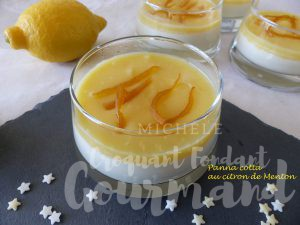 MICHELE
Croquant Fondant
Gourmand
Panna cotta
au citron de Menton